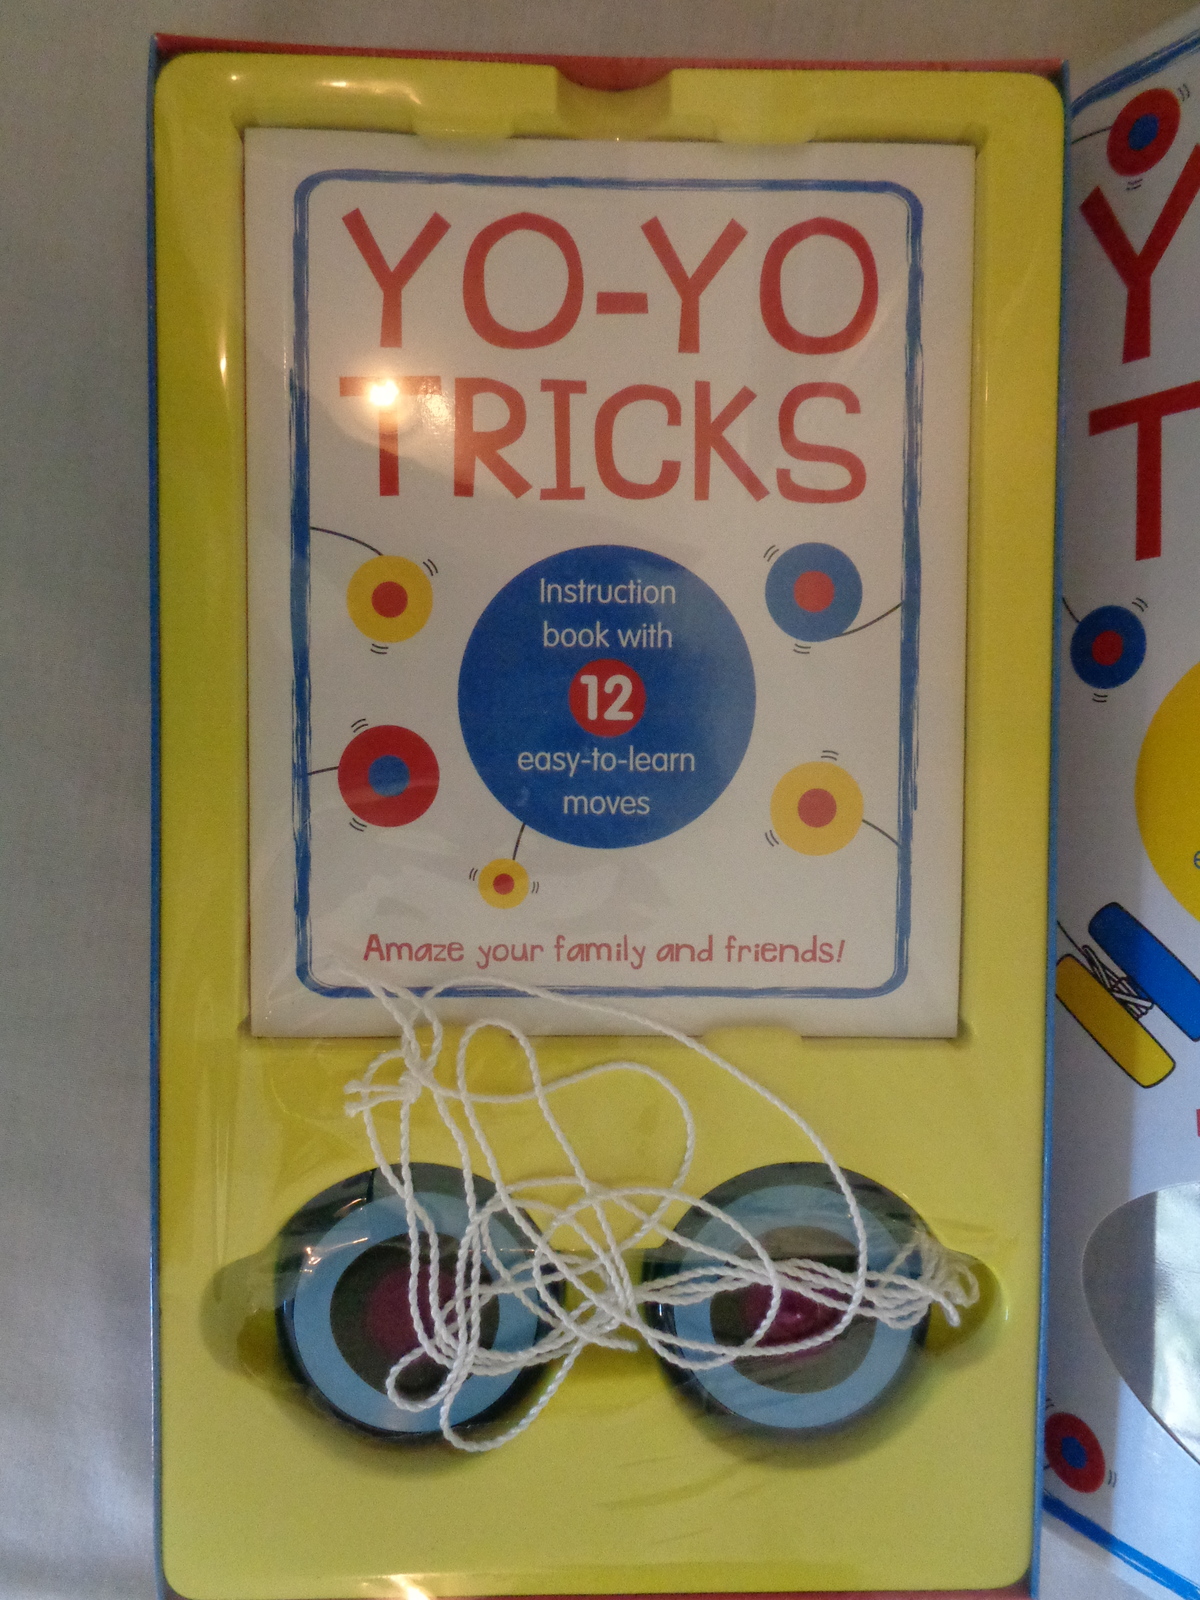 YO-YO
TRICKS
Instruction
book with
12
easy-to-learn
moves
Amaze your family and friends!
Y
T